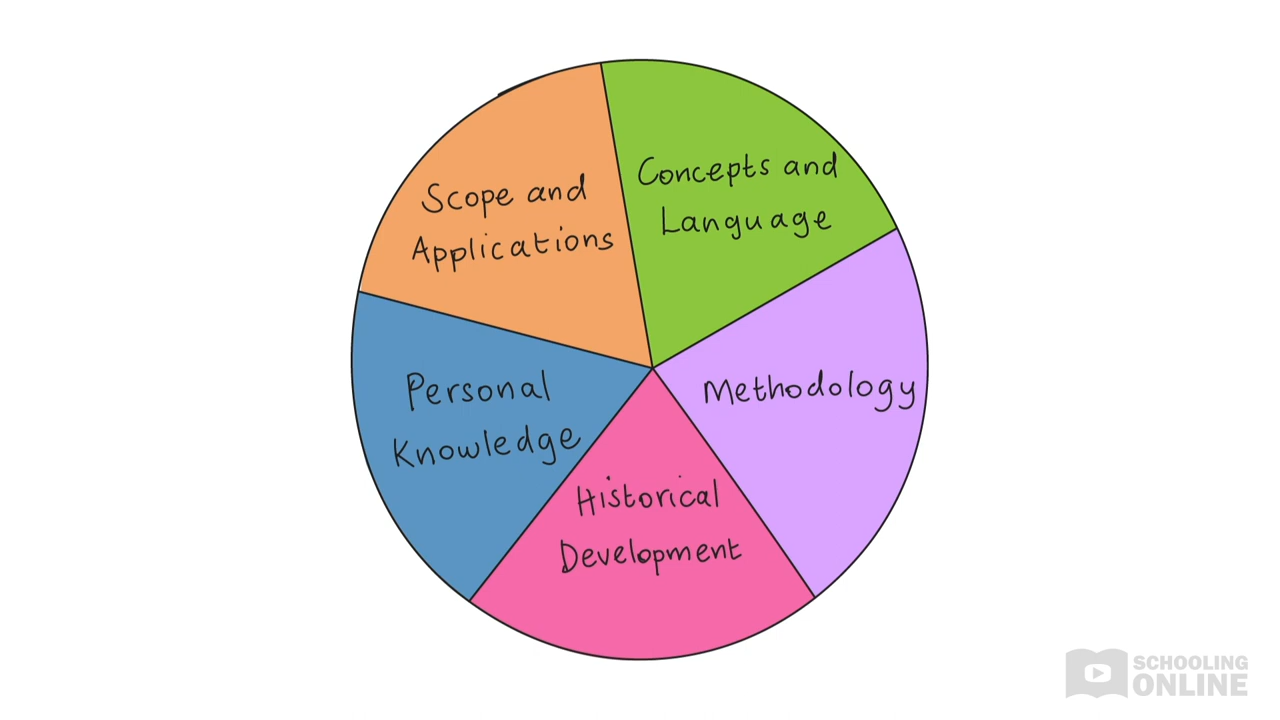 Scope and
Applications
Concepts and
Language
Methodology
Historical
Development
Personal
Knowledge
SCHOOLING
ONLINE